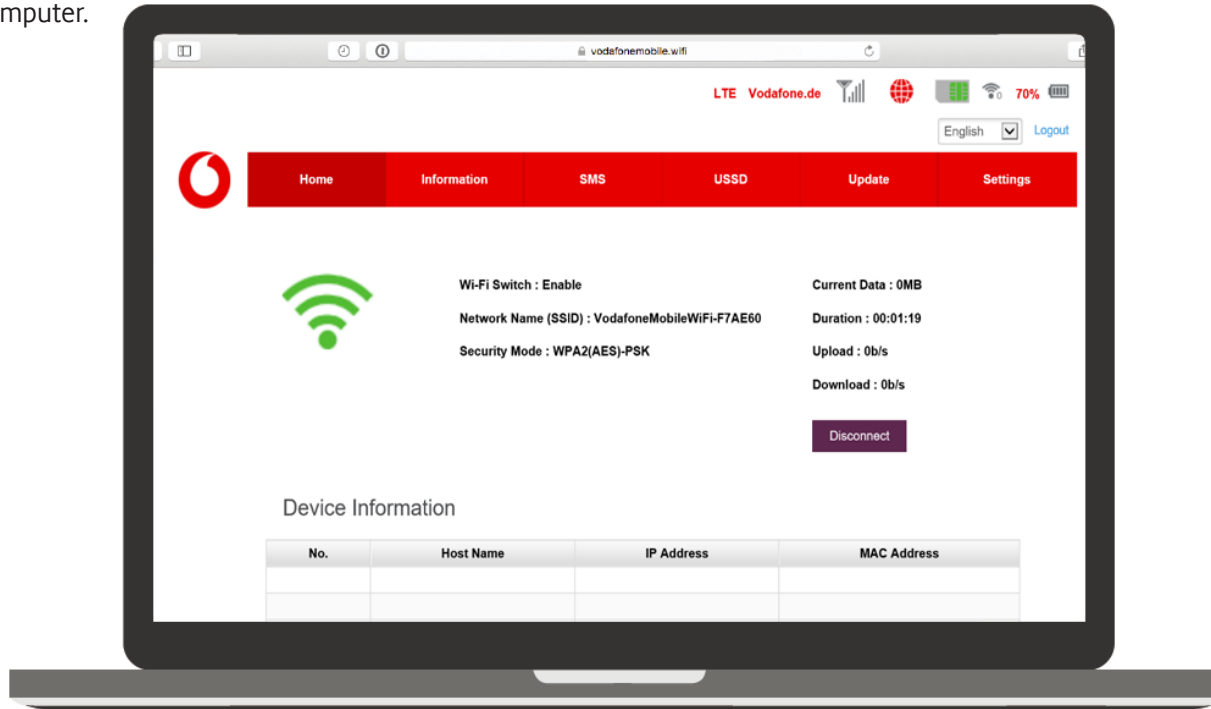 mputer.
vodafonemobile.wifi
LTE Vodafone.de 0 70%
English Logout
Home Information SMS USSD Update Settings
Wi-Fi Switch : Enable Current Data : 0MB
Network Name (SSID) : VodafoneMobileWiFi-F7AE60 Duration : 00:01:19
Security Mode : WPA2(AES)-PSK Upload : 0b/s
Download : 0b/s
Disconnect
Device Information
No. Host Name IP Address MAC Address